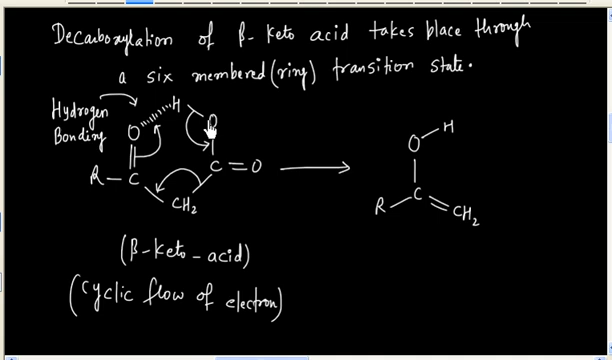 Decarboxylation of β-keto acid takes place through
a six membered (ring) transition state.
Hydrogen
Bonding
H
O
O
R-C
C=O
CH2
O-H
R
C
CH2
(β-keto-acid)
(cyclic flow of electron)